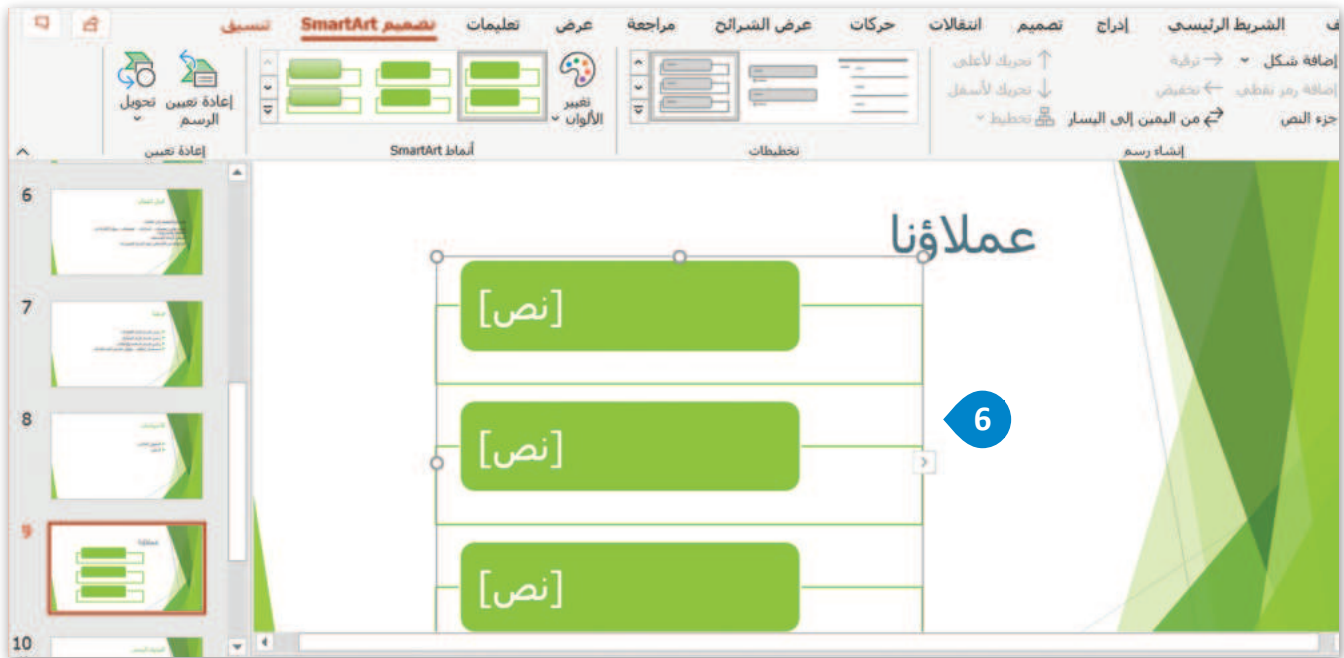 الشريط الرئيسي إدراج تصميم انتقالات حركات عرض الشرائح مراجعة عرض تعليمات تصميم SmartArt تنسيق
إضافة شكل
ترقية
تحريك لأعلى
إضافة رمز نقطي
تخفيض
تحريك لأسفل
جزء النص
من اليمين إلى اليسار
تخطيط
إنشاء رسم
تخطيطات
تغيير
الألوان
أنماط SmartArt
إعادة تعيين
الرسم
تحويل
إعادة تعيين
عملاؤنا
[نص]
[نص]
[نص]
6
6
7
8
9
عملاؤنا
10